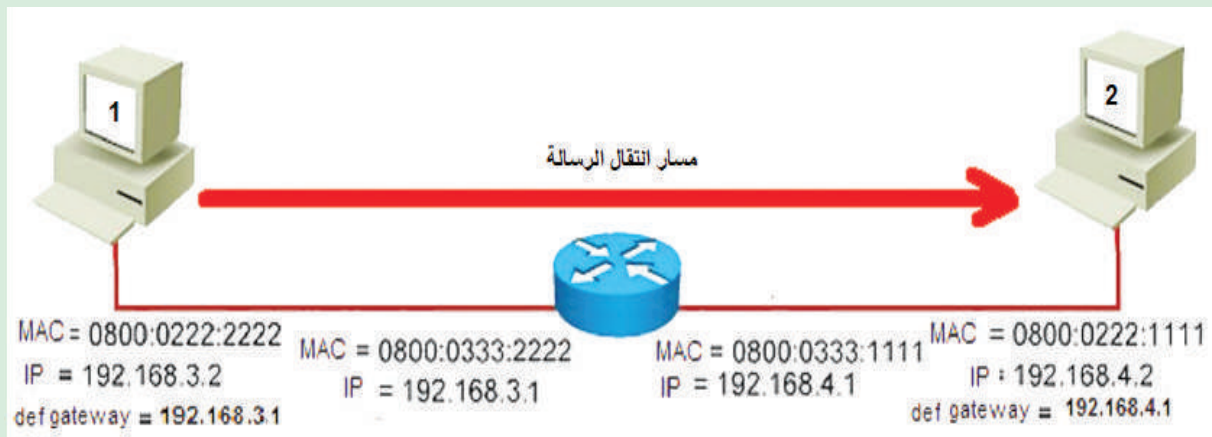 1
2
مسار انتقال الرسالة
MAC = 0800:0222:2222
IP = 192.168.3.2
def gateway = 192.168.3.1
MAC = 0800:0333:2222
IP = 192.168.3.1
MAC = 0800:0333:1111
IP = 192.168.4.1
MAC = 0800:0222:1111
IP : 192.168.4.2
def gateway = 192.168.4.1